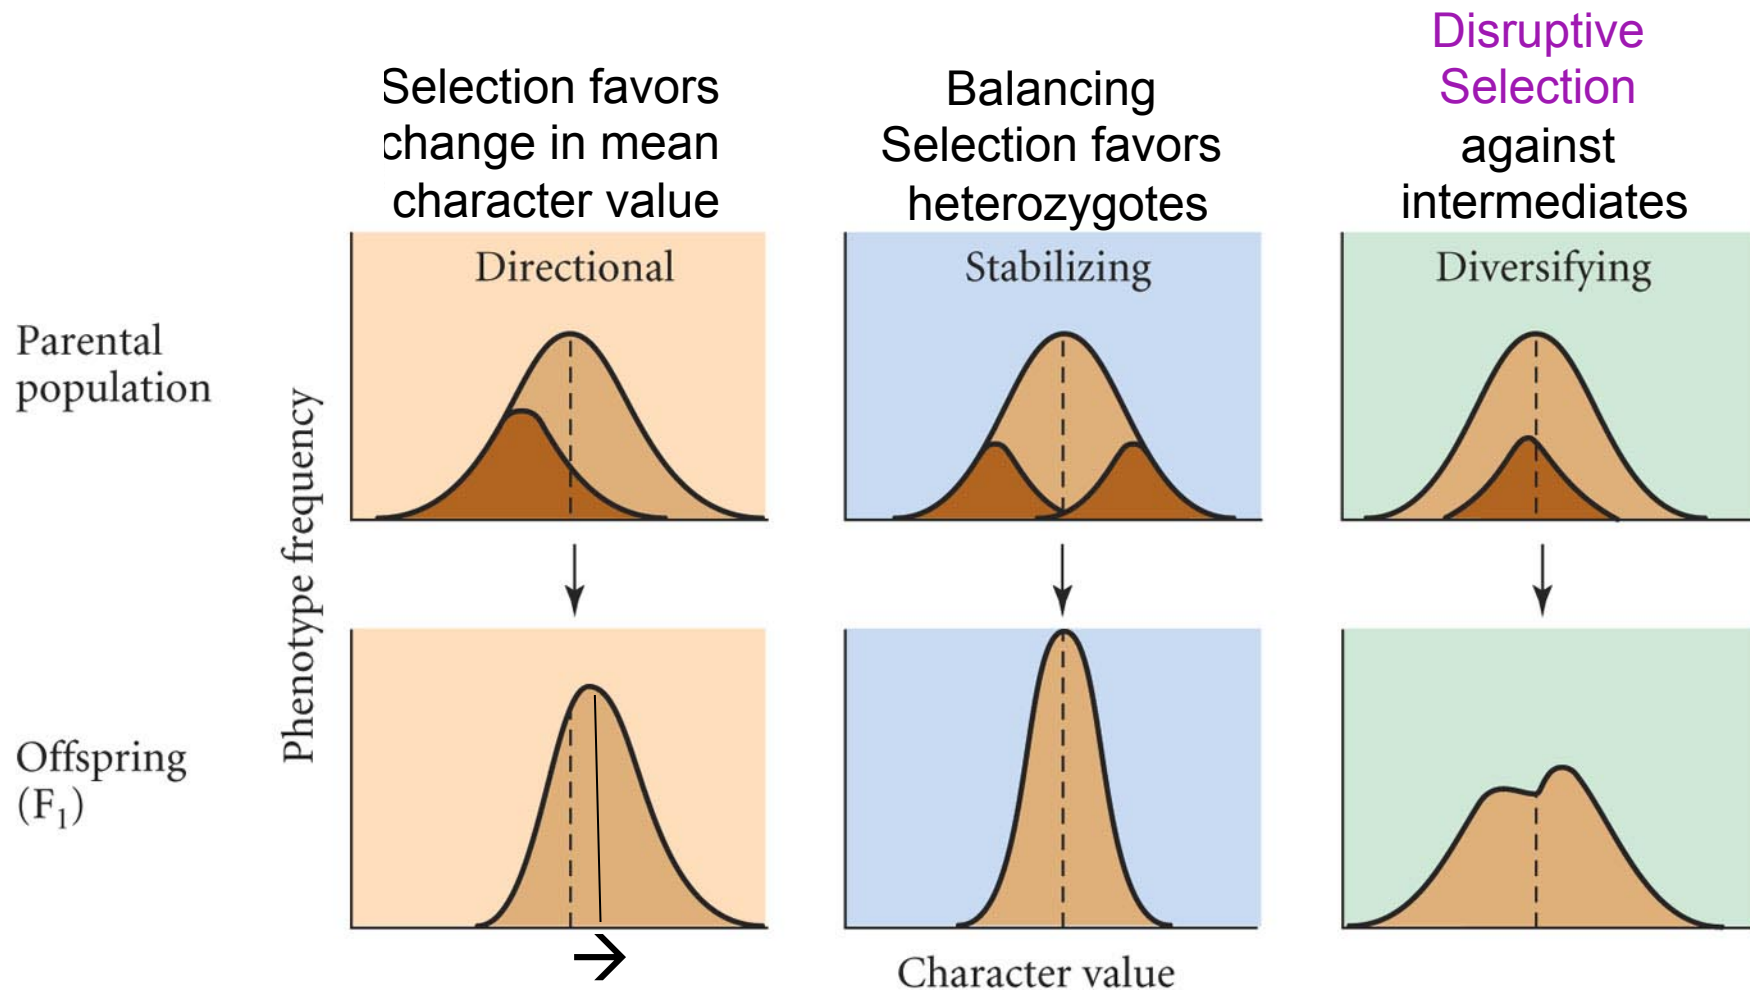 Selection favors
change in mean
character value
Balancing
Selection favors
heterozygotes
Disruptive
Selection
against
intermediates
Directional
Stabilizing
Diversifying
Parental
population
Phenotype frequency
Offspring
(F₁)
Character value